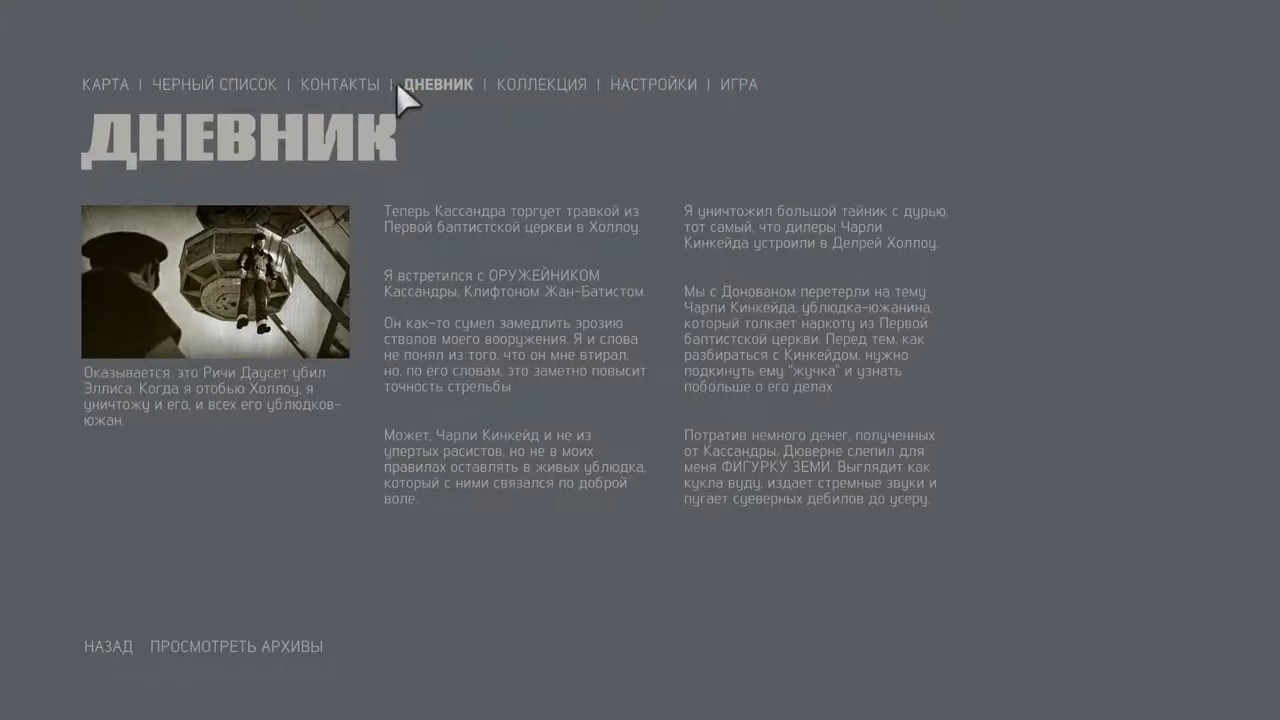 КАРТА | ЧЕРНЫЙ СПИСОК | КОНТАКТЫ | ДНЕВНИК | КОЛЛЕКЦИЯ | НАСТРОЙКИ | ИГРА
ДНЕВНИК
Оказывается, это Ричи Даусет убил
Эллиса. Когда я отобью Холлоу, я
уничтожу и его, и всех его ублюдков-
южан.
Теперь Кассандра торгует травкой из
Первой баптистской церкви в Холлоу.
Я встретился с ОРУЖЕЙНИКОМ
Кассандры, Клифтоном Жан-Батистом
Он как-то сумел замедлить эрозию
стволов моего вооружения. Я и слова
не понял из того, что он мне втирал,
но, по его словам, это заметно повысит
точность стрельбы
Может, Чарли Кинкейд и не из
упертых расистов, но не в моих
правилах оставлять в живых ублюдка,
который с ними связался по доброй
воле.
Я уничтожил большой тайник с дурью,
тот самый, что дилеры Чарли
Кинкейда устроили в Делрей Холлоу.
Мы с Донованом перетерли на тему
Чарли Кинкейда, ублюдка-южанина,
который толкает наркоту из Первой
баптистской церкви. Перед тем, как
разбираться с Кинкейдом, нужно
подкинуть ему "жучка" и узнать
побольше о его делах
Потратив немного денег, полученных
от Кассандры, Дюверне слепил для
меня ФИГУРКУ ЗЕМИ. Выглядит как
кукла вуду, издает стремные звуки и
пугает суеверных дебилов до усеру.
НАЗАД ПРОСМОТРЕТЬ АРХИВЫ